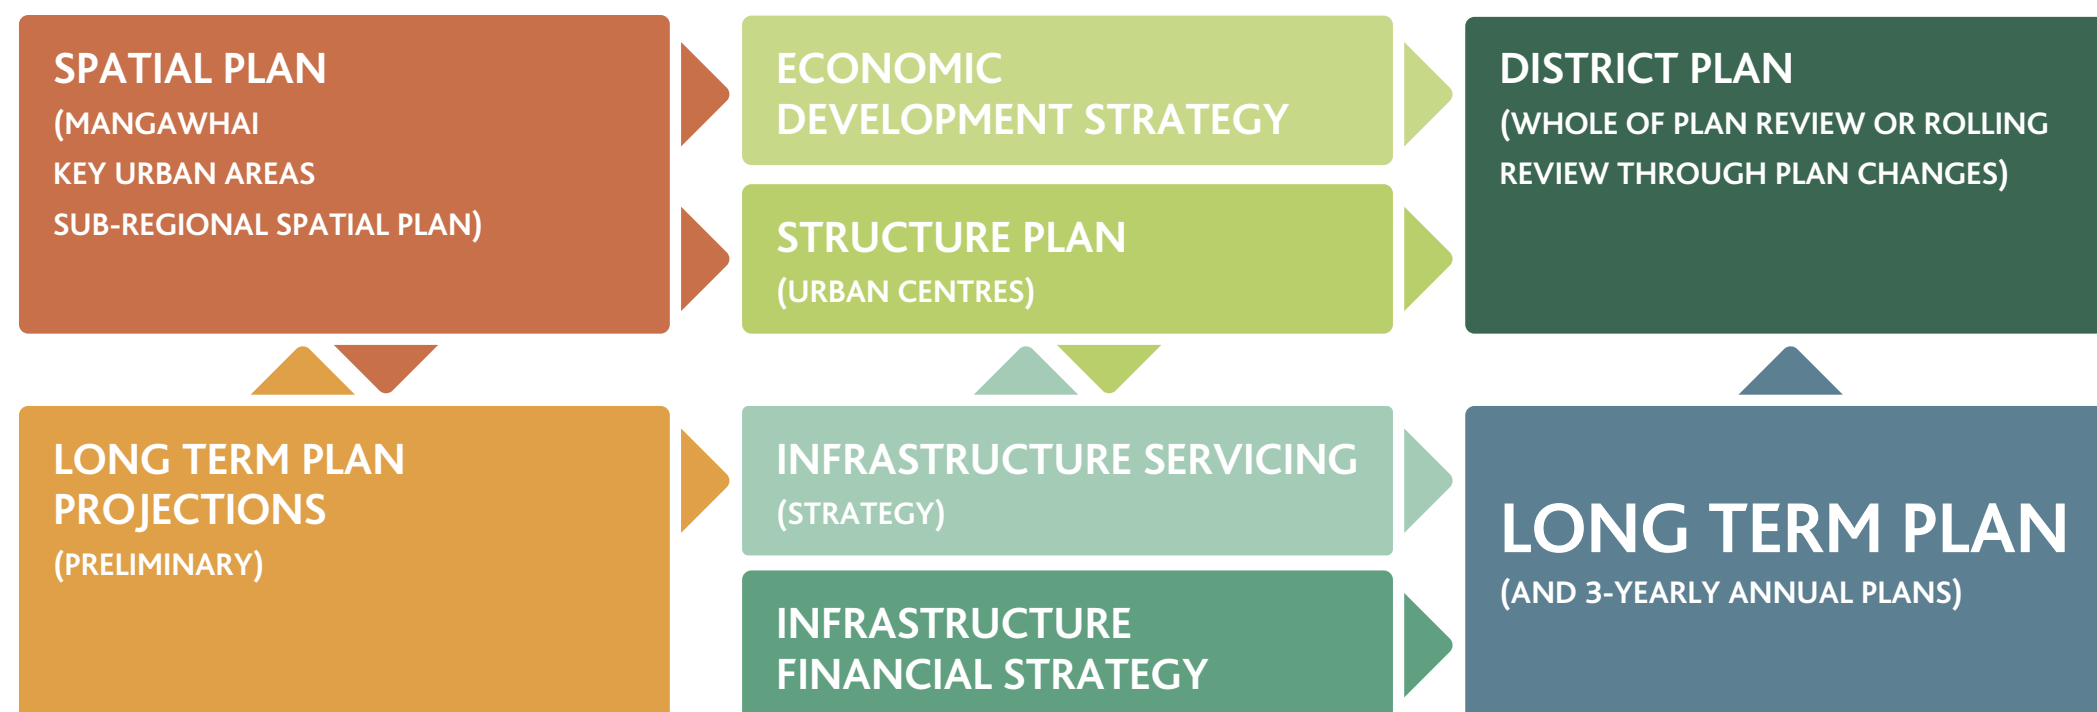 SPATIAL PLAN
(MANGAWHAI
KEY URBAN AREAS
SUB-REGIONAL SPATIAL PLAN)
ECONOMIC
DEVELOPMENT STRATEGY
STRUCTURE PLAN
(URBAN CENTRES)
DISTRICT PLAN
(WHOLE OF PLAN REVIEW OR ROLLING
REVIEW THROUGH PLAN CHANGES)
LONG TERM PLAN
PROJECTIONS
(PRELIMINARY)
INFRASTRUCTURE SERVICING
(STRATEGY)
INFRASTRUCTURE
FINANCIAL STRATEGY
LONG TERM PLAN
(AND 3-YEARLY ANNUAL PLANS)